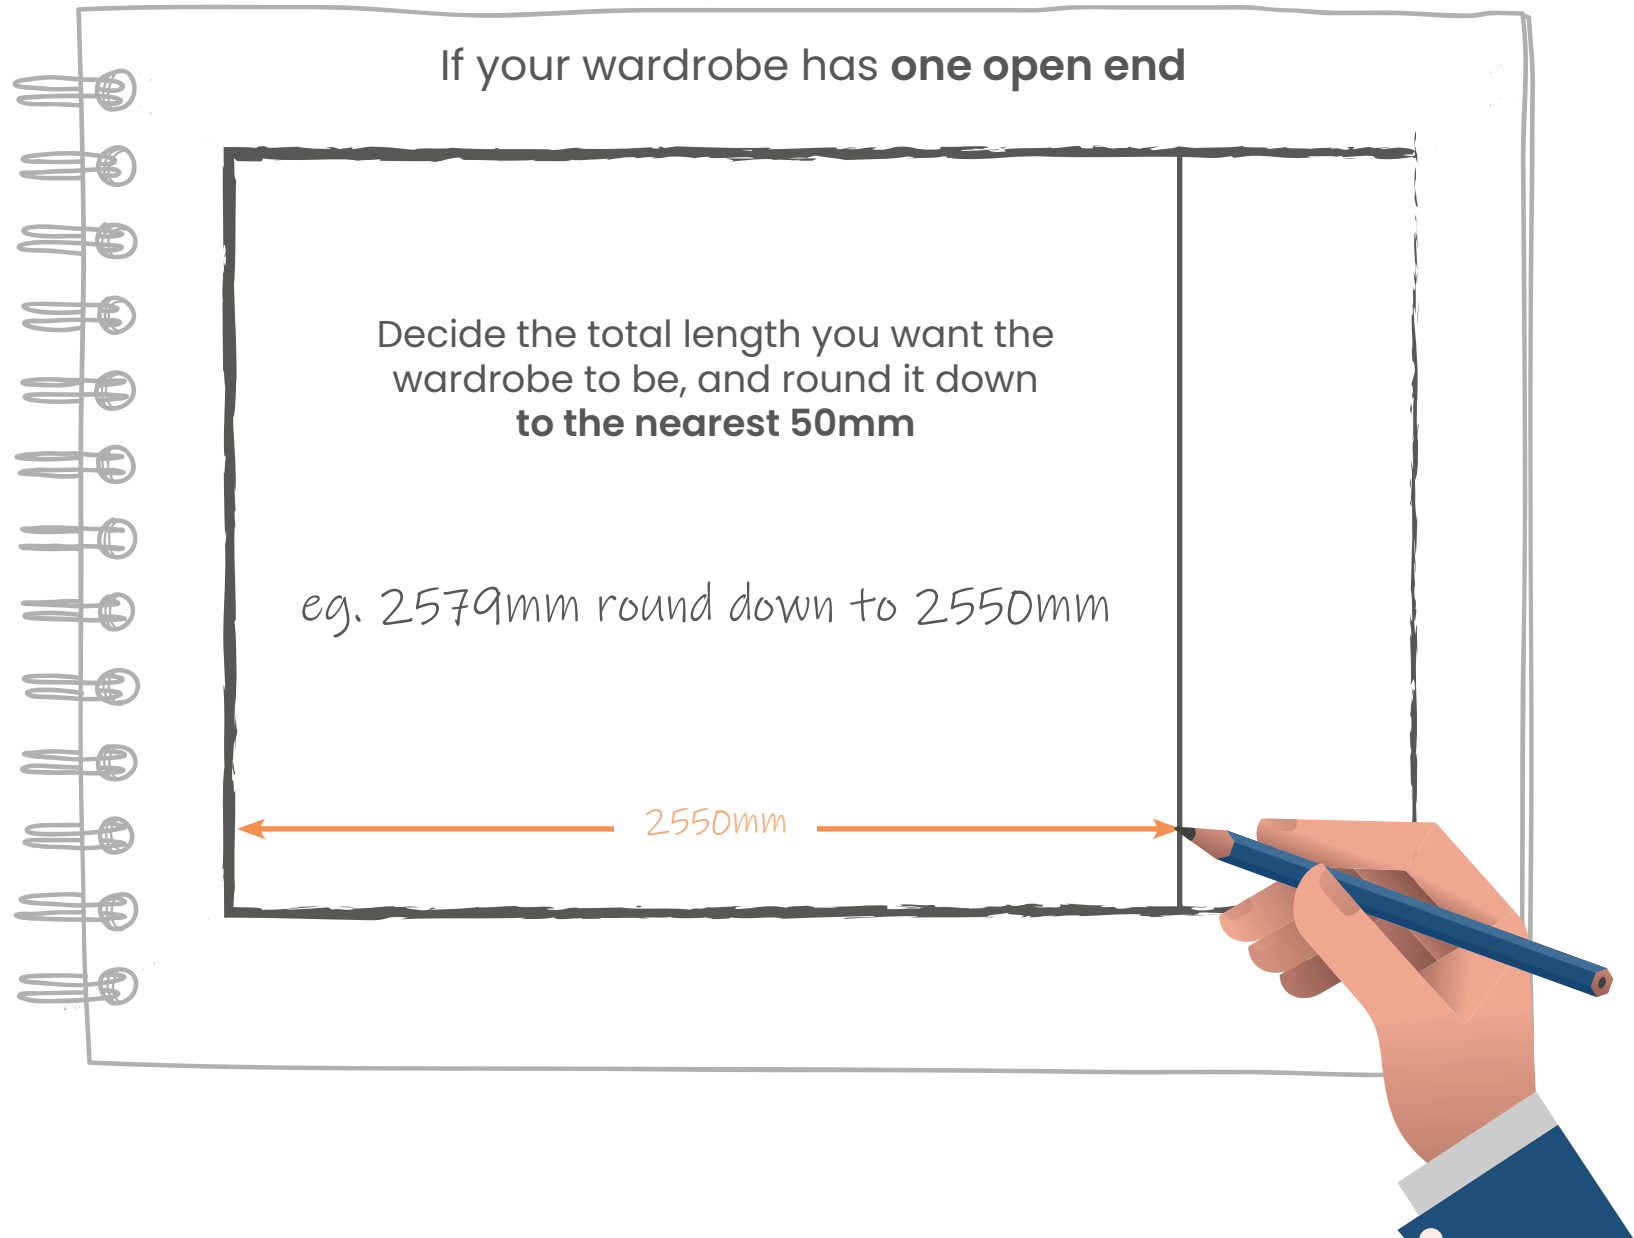 If your wardrobe has one open end
Decide the total length you want the
wardrobe to be, and round it down
to the nearest 50mm
eg. 2579mm round down to 2550mm
2550mm